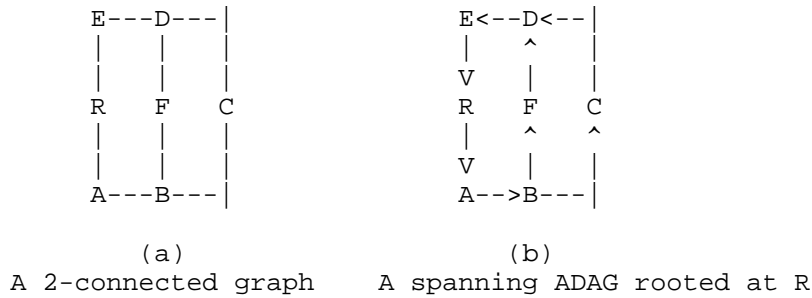 E---D---|          E<--D<--|
|   |   |          |   ^   |
|   |   |          V   |   |
R   F   C          R   F   C
|   |   |          |   ^   ^
|   |   |          V   |   |
A---B---|          A-->B---|
(a)                    (b)
A 2-connected graph    A spanning ADAG rooted at R